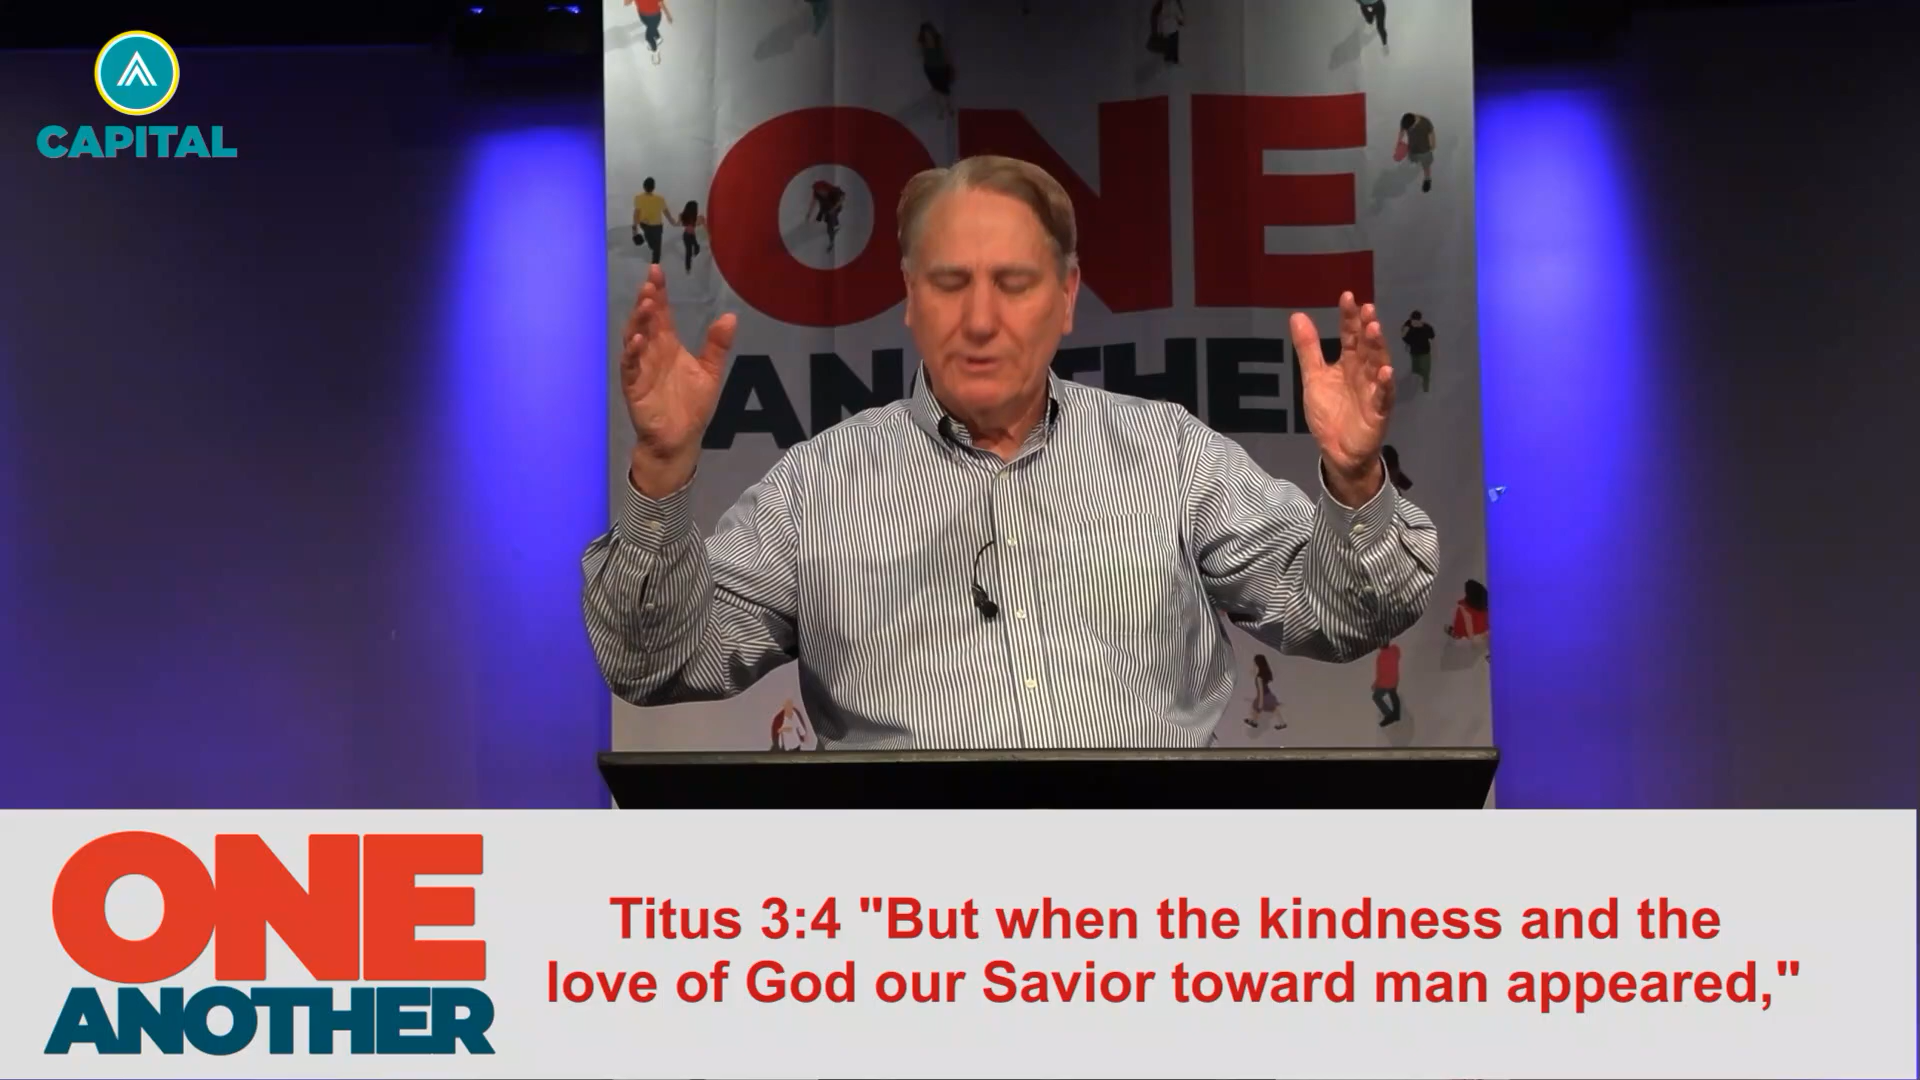 CAPITAL
ONE
ANOTHER
ONE
ANOTHER
Titus 3:4 "But when the kindness and the
love of God our Savior toward man appeared,"